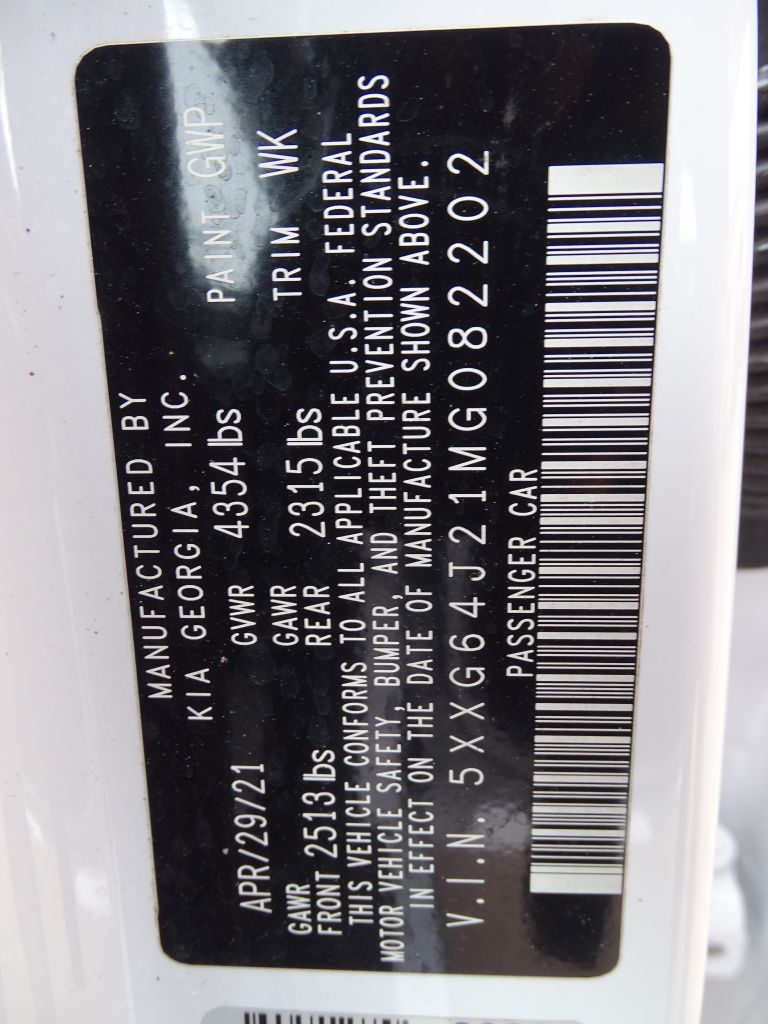 MANUFACTURED BY
KIA GEORGIA, INC.
APR/29/21 GVWR 4354 lbs PAINT GWP
GAWR GAWR
FRONT 2513 lbs REAR 2315 lbs TRIM WK
THIS VEHICLE CONFORMS TO ALL APPLICABLE U.S.A. FEDERAL
MOTOR VEHICLE SAFETY, BUMPER, AND THEFT PREVENTION STANDARDS
IN EFFECT ON THE DATE OF MANUFACTURE SHOWN ABOVE.
V.I.N. 5XXG64J21MG082202
PASSENGER CAR